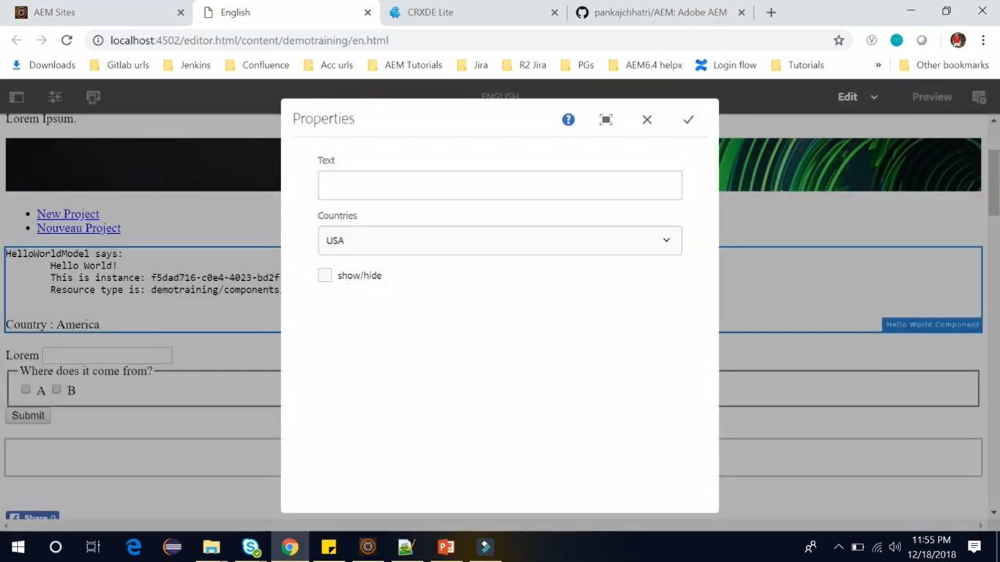 AEM Sites
English
CRXDE Lite
pankajchhatri/AEM: Adobe AEM
localhost:4502/editor.html/content/demotraining/en.html
Downloads
Gitlab urls
Jenkins
Confluence
Acc urls
AEM Tutorials
Jira
R2 Jira
PGs
AEM6.4 helpx
Login flow
Tutorials
»
Other bookmarks
ENGLISH
Edit
Preview
Lorem Ipsum.
Properties
Text
Countries
USA
show/hide
New Project
Nouveau Project
HelloWorldModel says:
Hello World!
This is instance: f5dad716-c0e4-4023-bd2f
Resource type is: demotraining/components/
Country : America
Hello World Component
Lorem
Where does it come from?
A B
Submit
Share 0
11:55 PM
12/18/2018